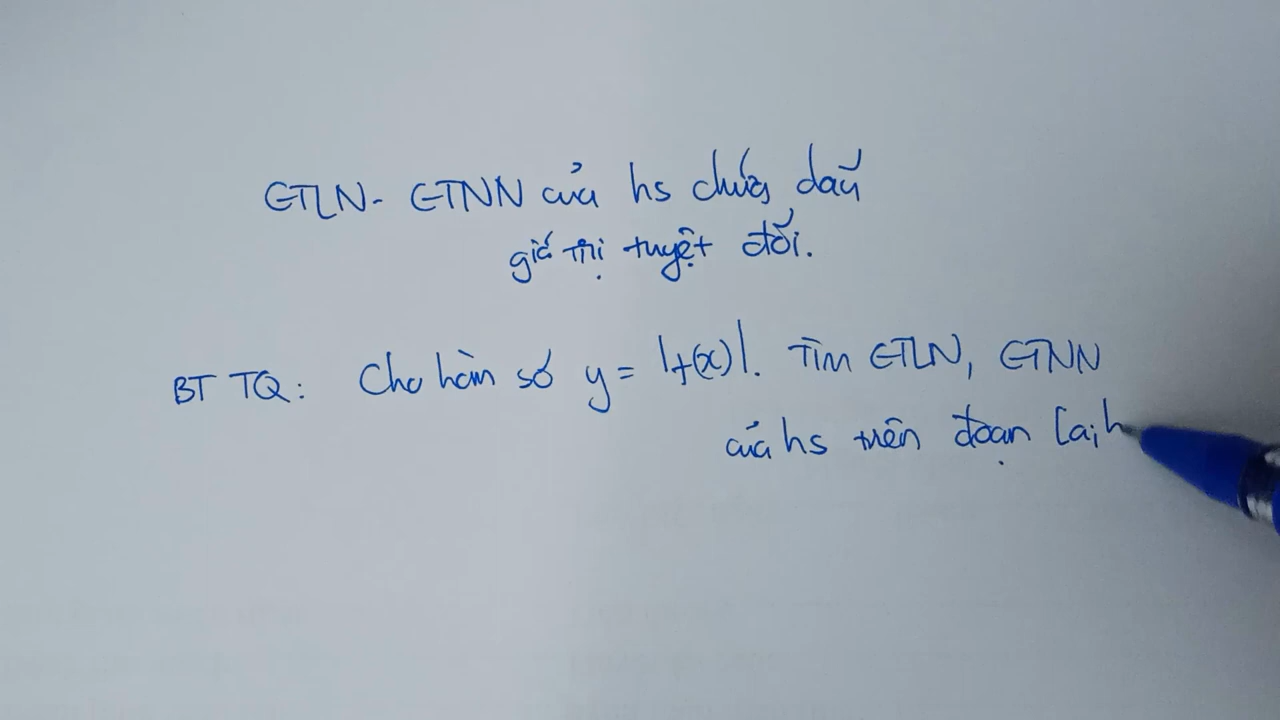 GTLN - GTNN của hs chứa dấu
giá trị tuyệt đối.
BT TQ: Cho hàm số y = |f(x)|. Tìm GTLN, GTNN
của hs trên đoạn [a;b